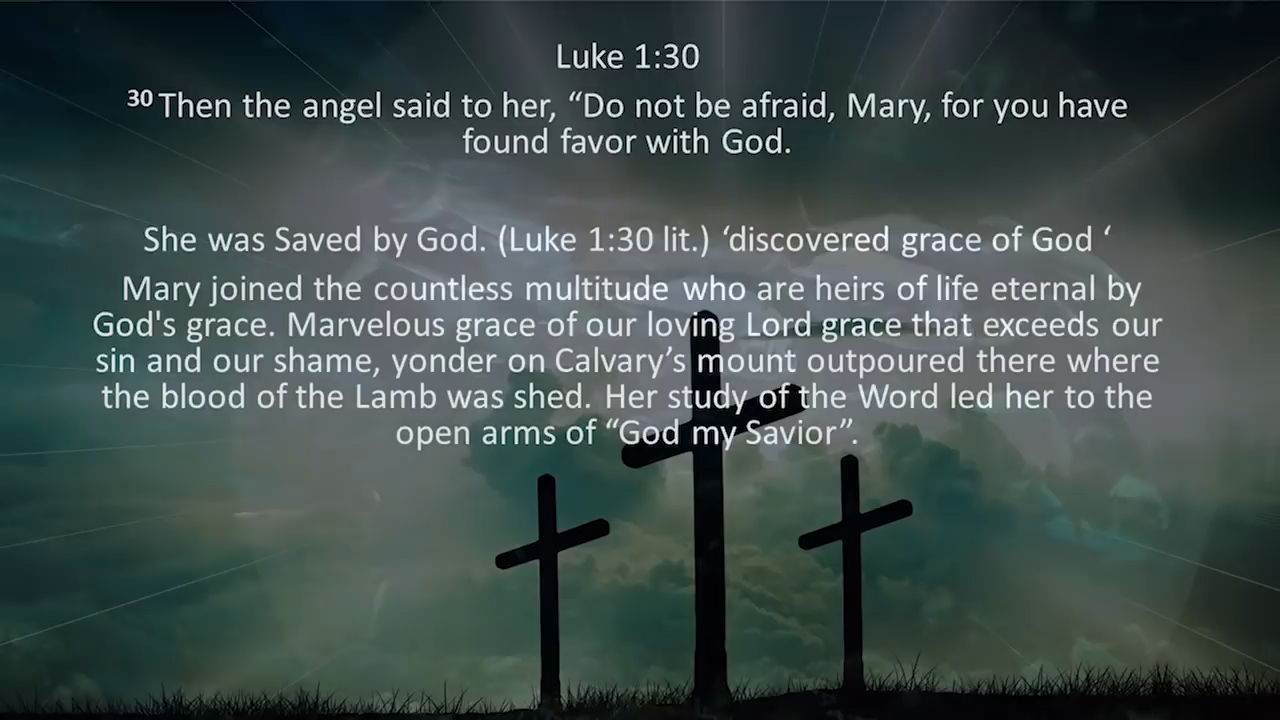 Luke 1:30
30 Then the angel said to her, “Do not be afraid, Mary, for you have
found favor with God.
She was Saved by God. (Luke 1:30 lit.) ‘discovered grace of God ‘
Mary joined the countless multitude who are heirs of life eternal by
God's grace. Marvelous grace of our loving Lord grace that exceeds our
sin and our shame, yonder on Calvary’s mount outpoured there where
the blood of the Lamb was shed. Her study of the Word led her to the
open arms of “God my Savior”.